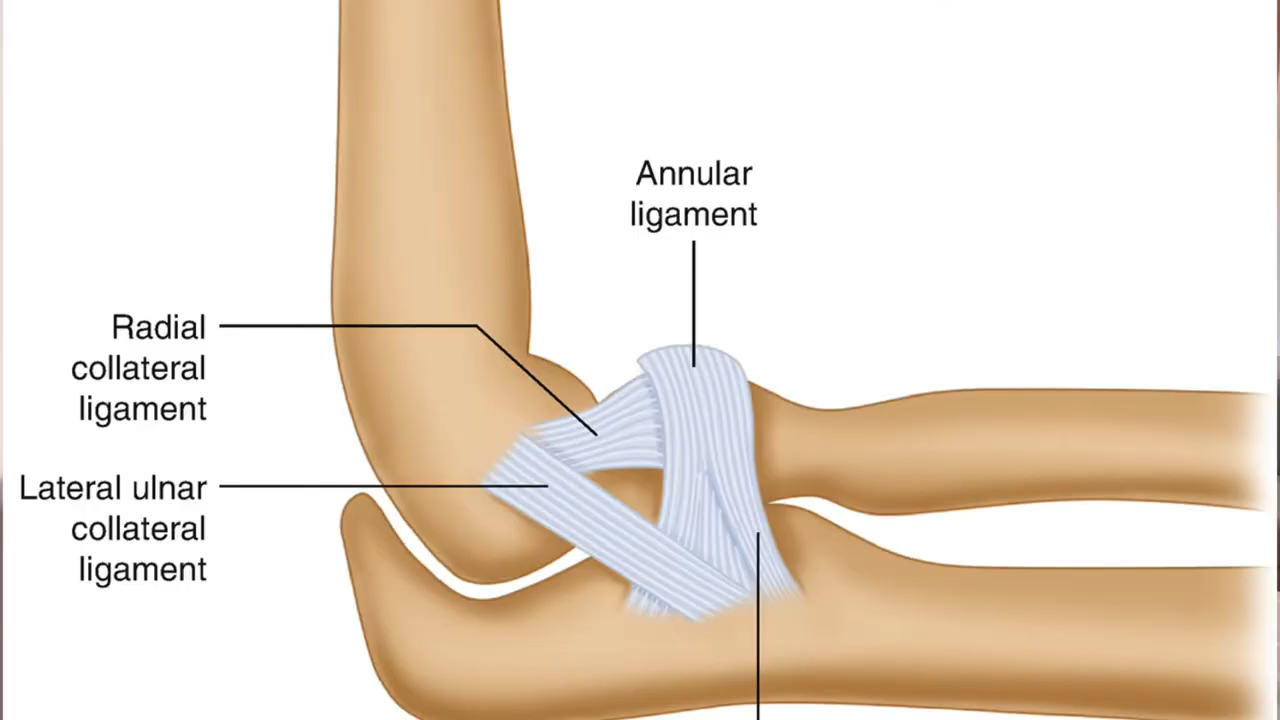 Annular
ligament
Radial
collateral
ligament
Lateral ulnar
collateral
ligament